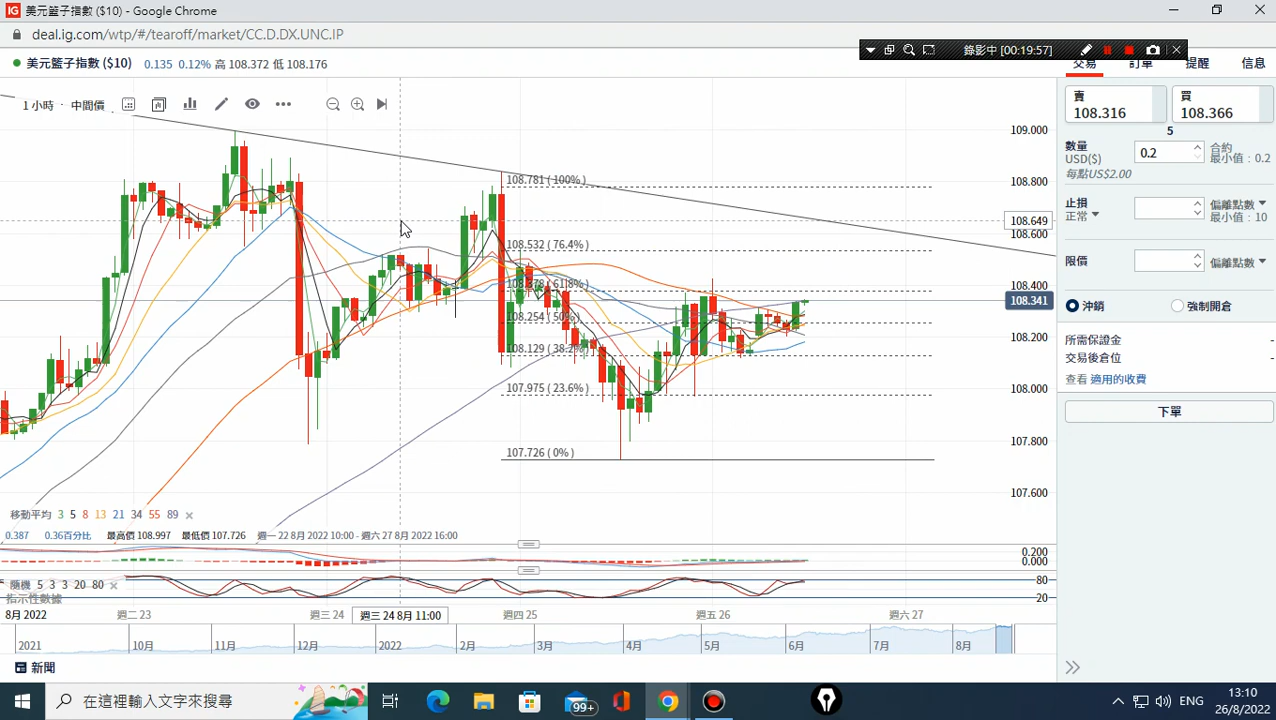 IG 美元籃子指數 ($10) - Google Chrome
deal.ig.com/wtp/#/tearoff/market/CC.D.DX.UNC.IP
錄影中 [00:19:57]
美元籃子指數 ($10) 0.135 0.12% 高 108.372 低 108.176
交易 訂單 提醒 信息
1 小時 · 中間價
賣 108.316
買 108.366
5
數量
USD($)
0.2
合約
最小值 : 0.2
每點US$2.00
止損
正常
偏離點數
最小值 : 10
限價
偏離點數
沖銷 強制開倉
所需保證金 -
交易後倉位 -
查看 適用的收費
下單
109.000
108.800
108.649
108.600
108.400
108.341
108.200
108.000
107.800
107.600
108.781 ( 100% )
108.532 ( 76.4% )
108.378 ( 61.8% )
108.254 ( 50% )
108.129 ( 38.2% )
107.975 ( 23.6% )
107.726 ( 0% )
移動平均 3 5 8 13 21 34 55 89
0.387 0.36百分比 最高價 108.997 最低價 107.726 週一 22 8月 2022 10:00 - 週六 27 8月 2022 16:00
0.200
0.000
隨機 5 3 3 20 80
80
20
指示性數據
8月 2022 週二 23 週三 24 週三 24 8月 11:00 週四 25 週五 26 週六 27
2021 10月 11月 12月 2022 2月 3月 4月 5月 6月 7月 8月
新聞
在這裡輸入文字來搜尋
99+
ENG
13:10
26/8/2022